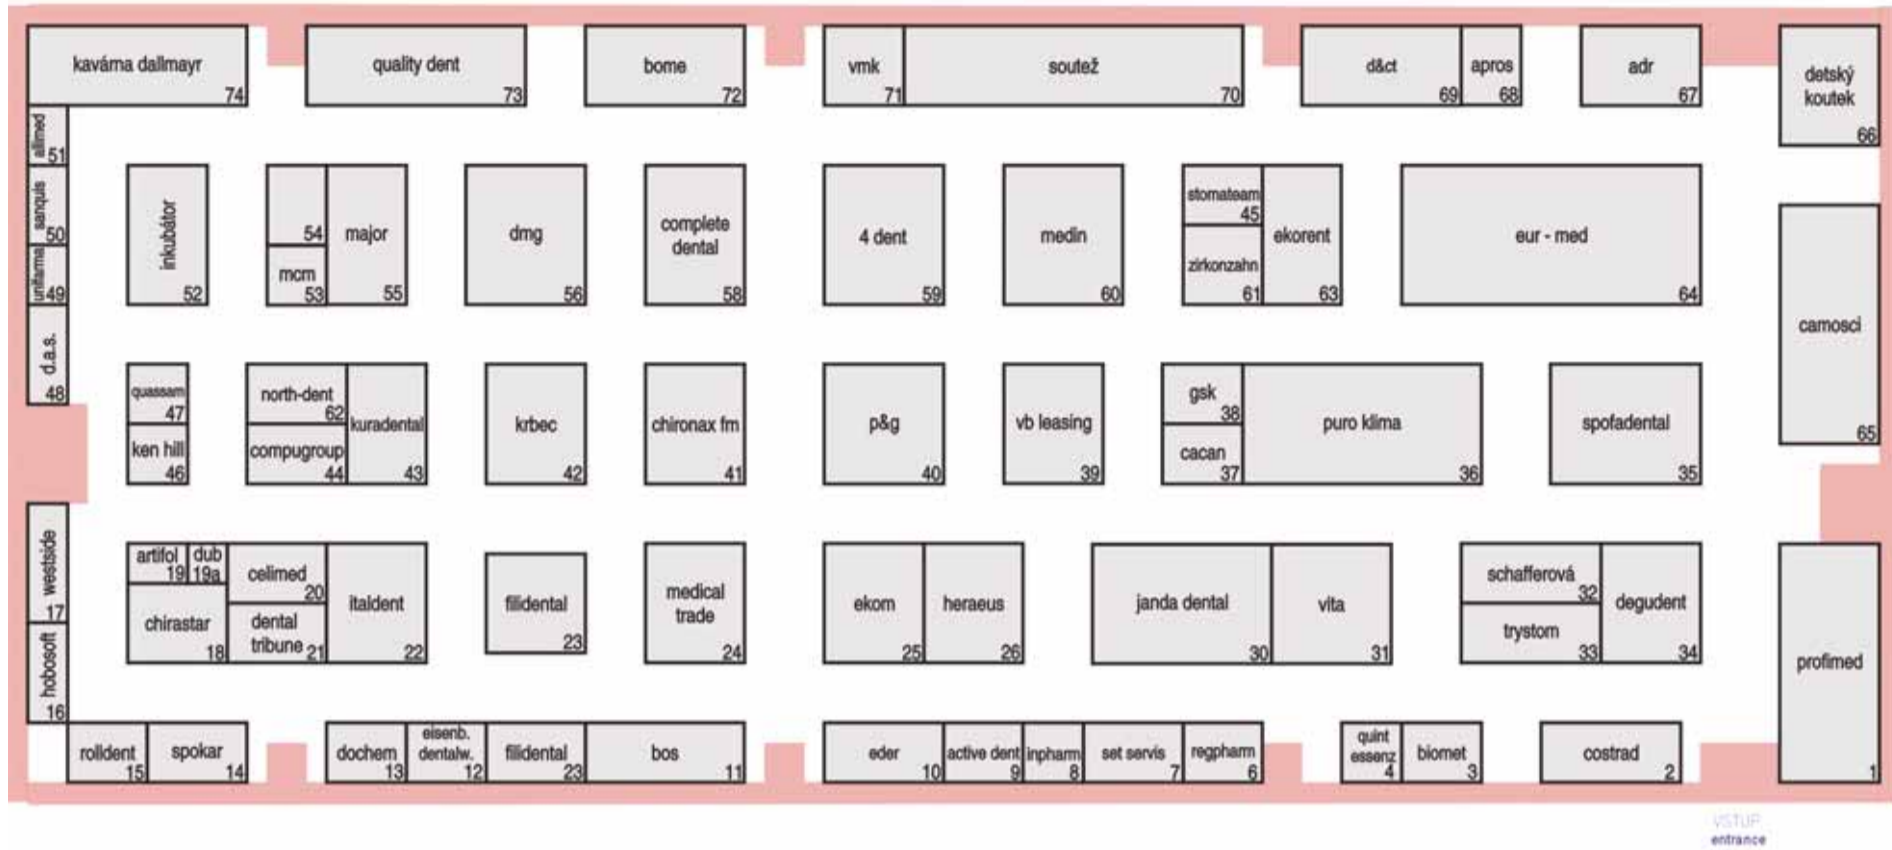 kavárna dallmayr
74
quality dent
73
bome
72
vmk
71
soutež
70
d&ct
69
apros
68
adr
67
detský
koutek
66
allimed
51
sanquis
50
unifarma
49
d.a.s.
48
inkubátor
52
54
mcm
53
major
55
dmg
56
complete
dental
58
4 dent
59
medin
60
stomateam
45
zirkonzahn
61
ekorent
63
eur - med
64
camosci
65
quassam
47
ken hill
46
north-dent
62
compugroup
44
kuradental
43
krbec
42
chironax fm
41
p&g
40
vb leasing
39
gsk
38
cacan
37
puro klima
36
spofadental
35
westside
17
hobosoft
16
artifol
19
dub
19a
chirastar
18
celimed
20
dental
tribune 21
italdent
22
filidental
23
medical
trade
24
ekom
25
heraeus
26
janda dental
30
vita
31
schafferová
32
trystom
33
degudent
34
profimed
1
rolldent
15
spokar
14
dochem
13
eisenb.
dentalw.
12
filidental
23
bos
11
eder
10
active dent
9
inpharm
8
set servis
7
regpharm
6
quint
essenz
4
biomet
3
costrad
2
VSTUP
entrance